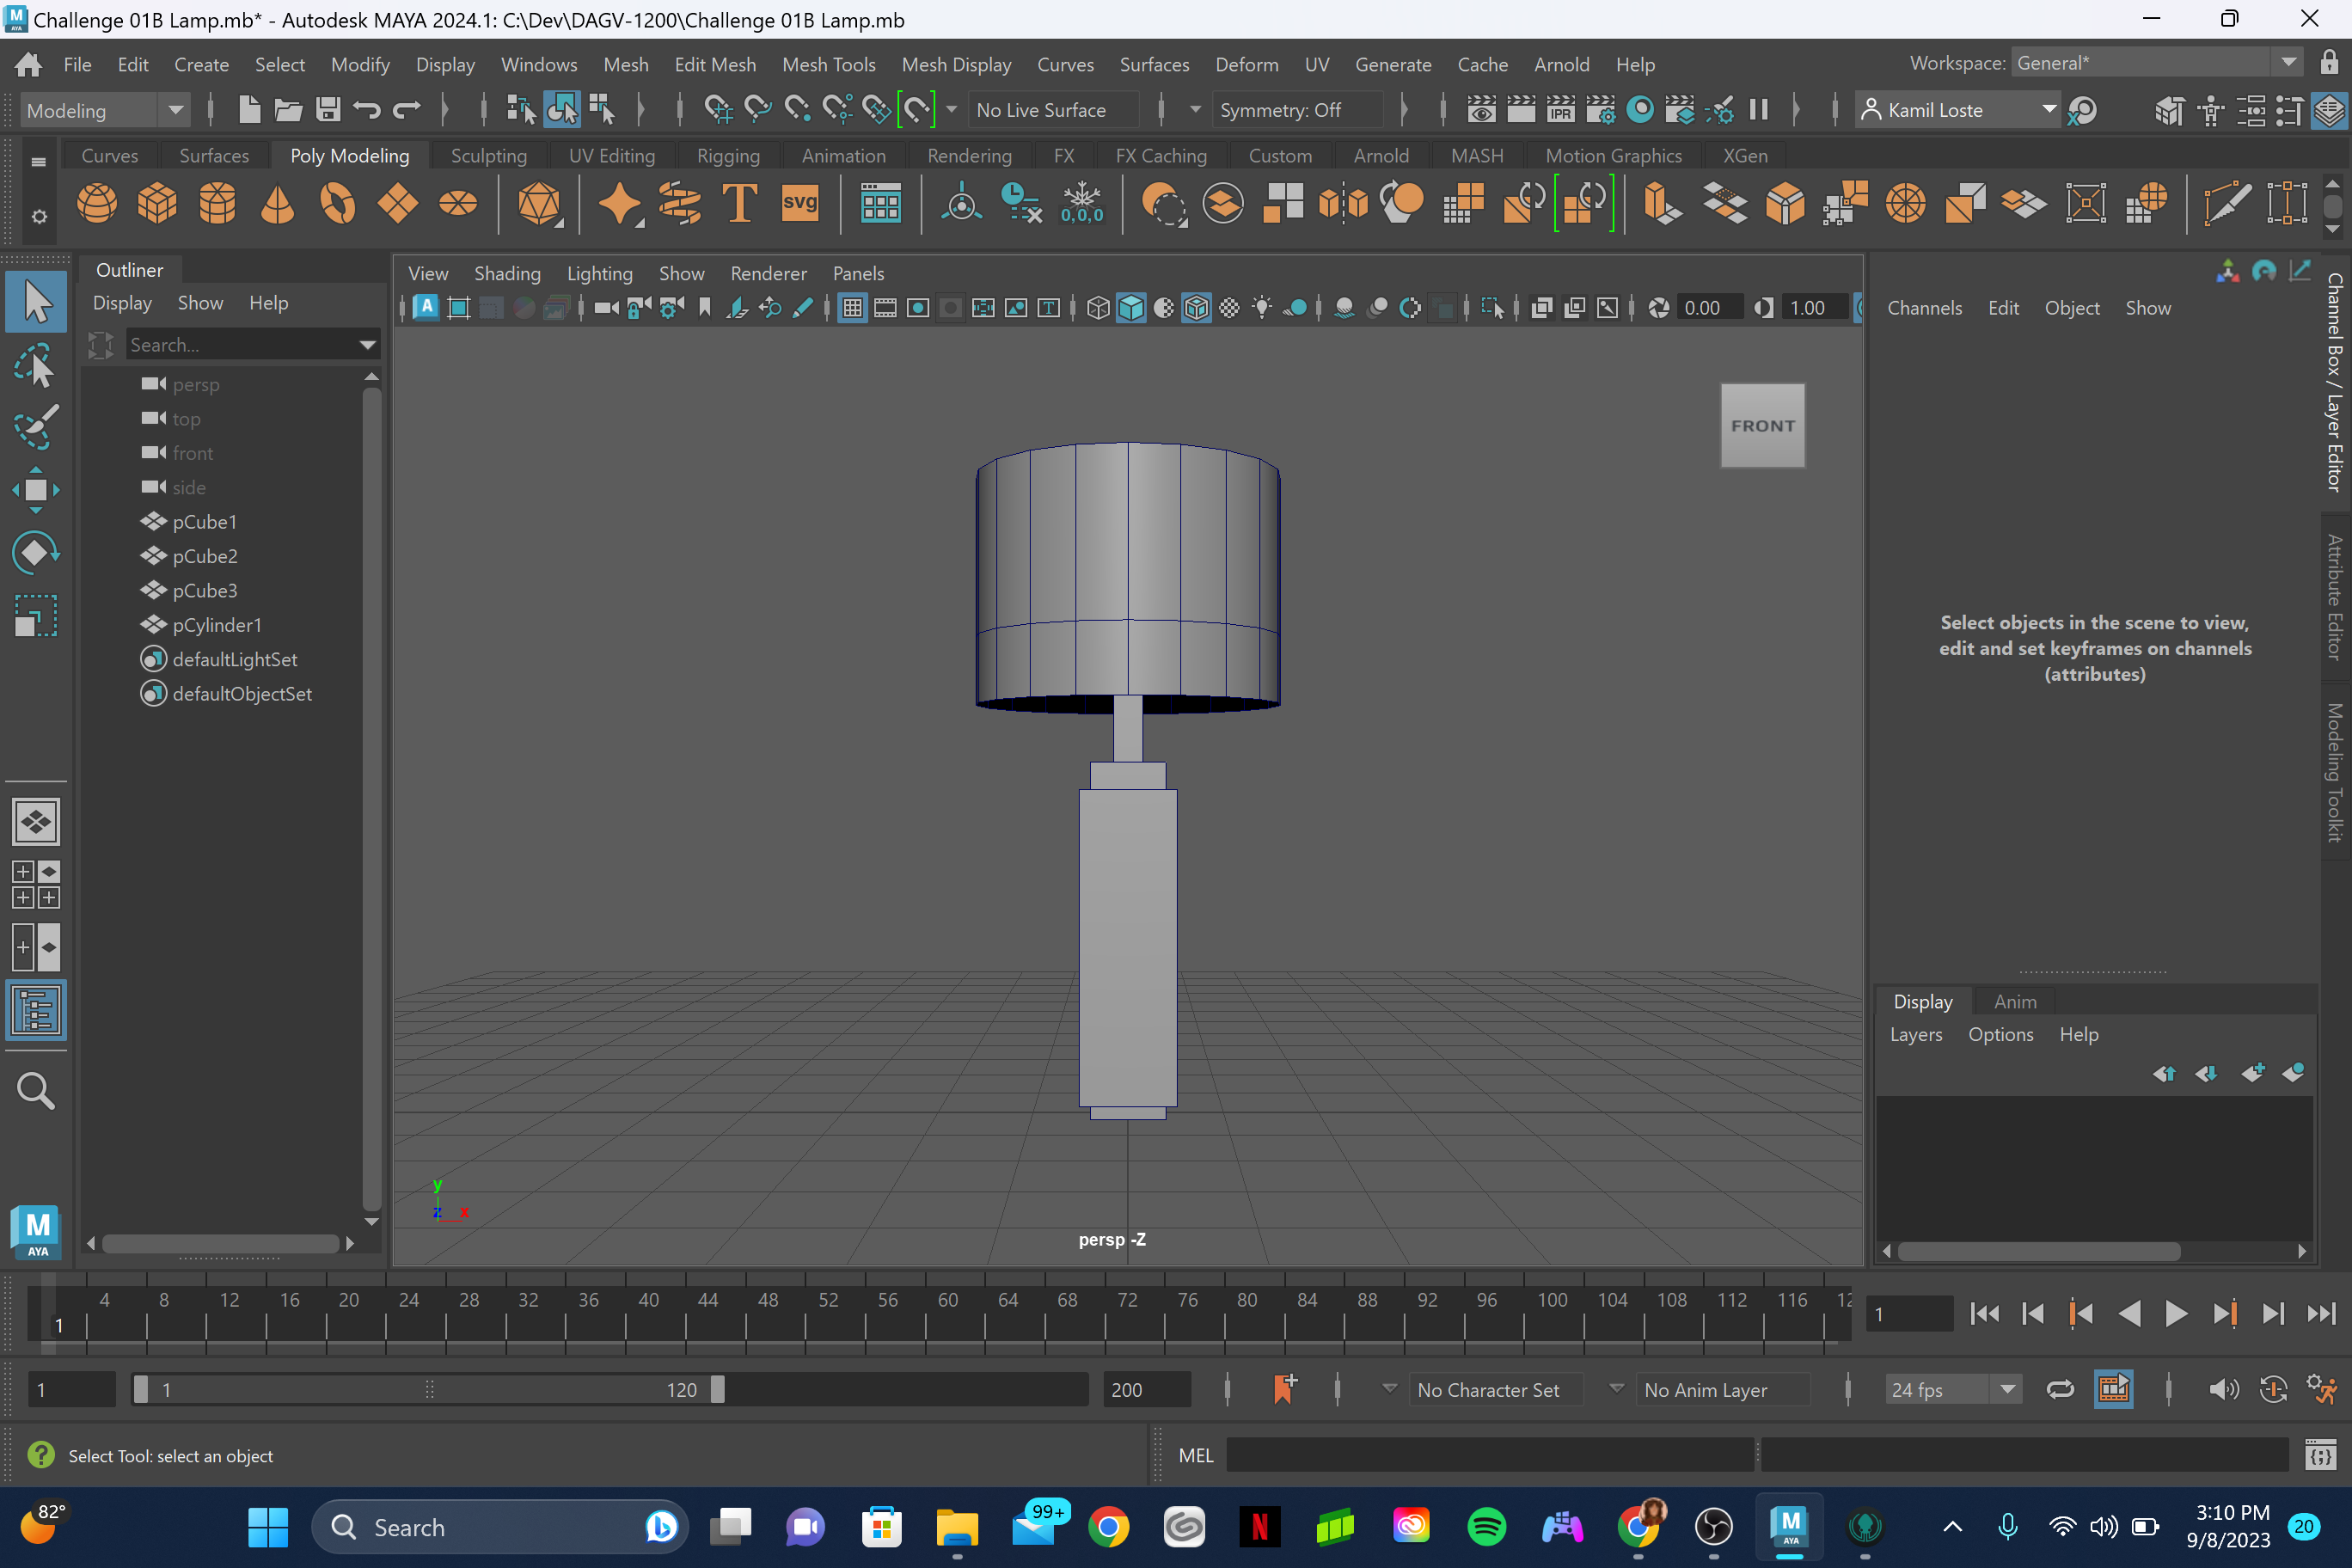 Challenge 01B Lamp.mb* - Autodesk MAYA 2024.1: C:\Dev\DAGV-1200\Challenge 01B Lamp.mb
File Edit Create Select Modify Display Windows Mesh Edit Mesh Mesh Tools Mesh Display Curves Surfaces Deform UV Generate Cache Arnold Help Workspace: General*
Modeling No Live Surface Symmetry: Off IPR Kamil Loste
Curves Surfaces Poly Modeling Sculpting UV Editing Rigging Animation Rendering FX FX Caching Custom Arnold MASH Motion Graphics XGen
T svg 0,0,0
Outliner
Display Show Help
Search...
persp
top
front
side
pCube1
pCube2
pCube3
pCylinder1
defaultLightSet
defaultObjectSet
View Shading Lighting Show Renderer Panels
0.00 1.00
FRONT
y
z x
persp -Z
Channels Edit Object Show
Select objects in the scene to view,
edit and set keyframes on channels
(attributes)
Channel Box / Layer Editor
Attribute Editor
Modeling Toolkit
Display Anim
Layers Options Help
M
AYA
4 8 12 16 20 24 28 32 36 40 44 48 52 56 60 64 68 72 76 80 84 88 92 96 100 104 108 112 116 12
1 1
1 1 120 200 No Character Set No Anim Layer 24 fps
Select Tool: select an object MEL
82° Search 99+ N M AYA 3:10 PM
9/8/2023 20